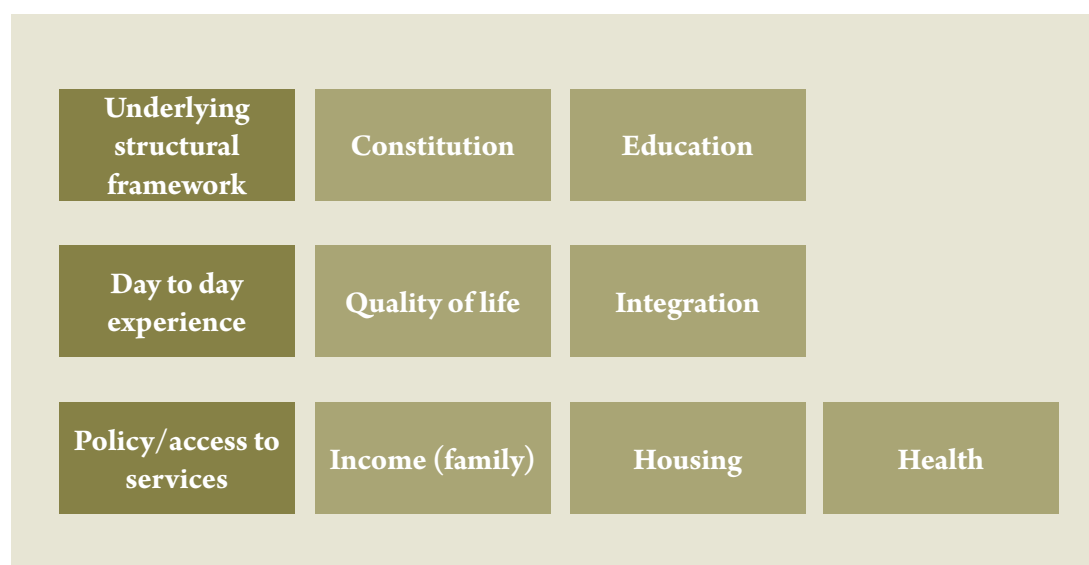 Underlying
structural
framework
Constitution
Education
Day to day
experience
Quality of life
Integration
Policy/access to
services
Income (family)
Housing
Health